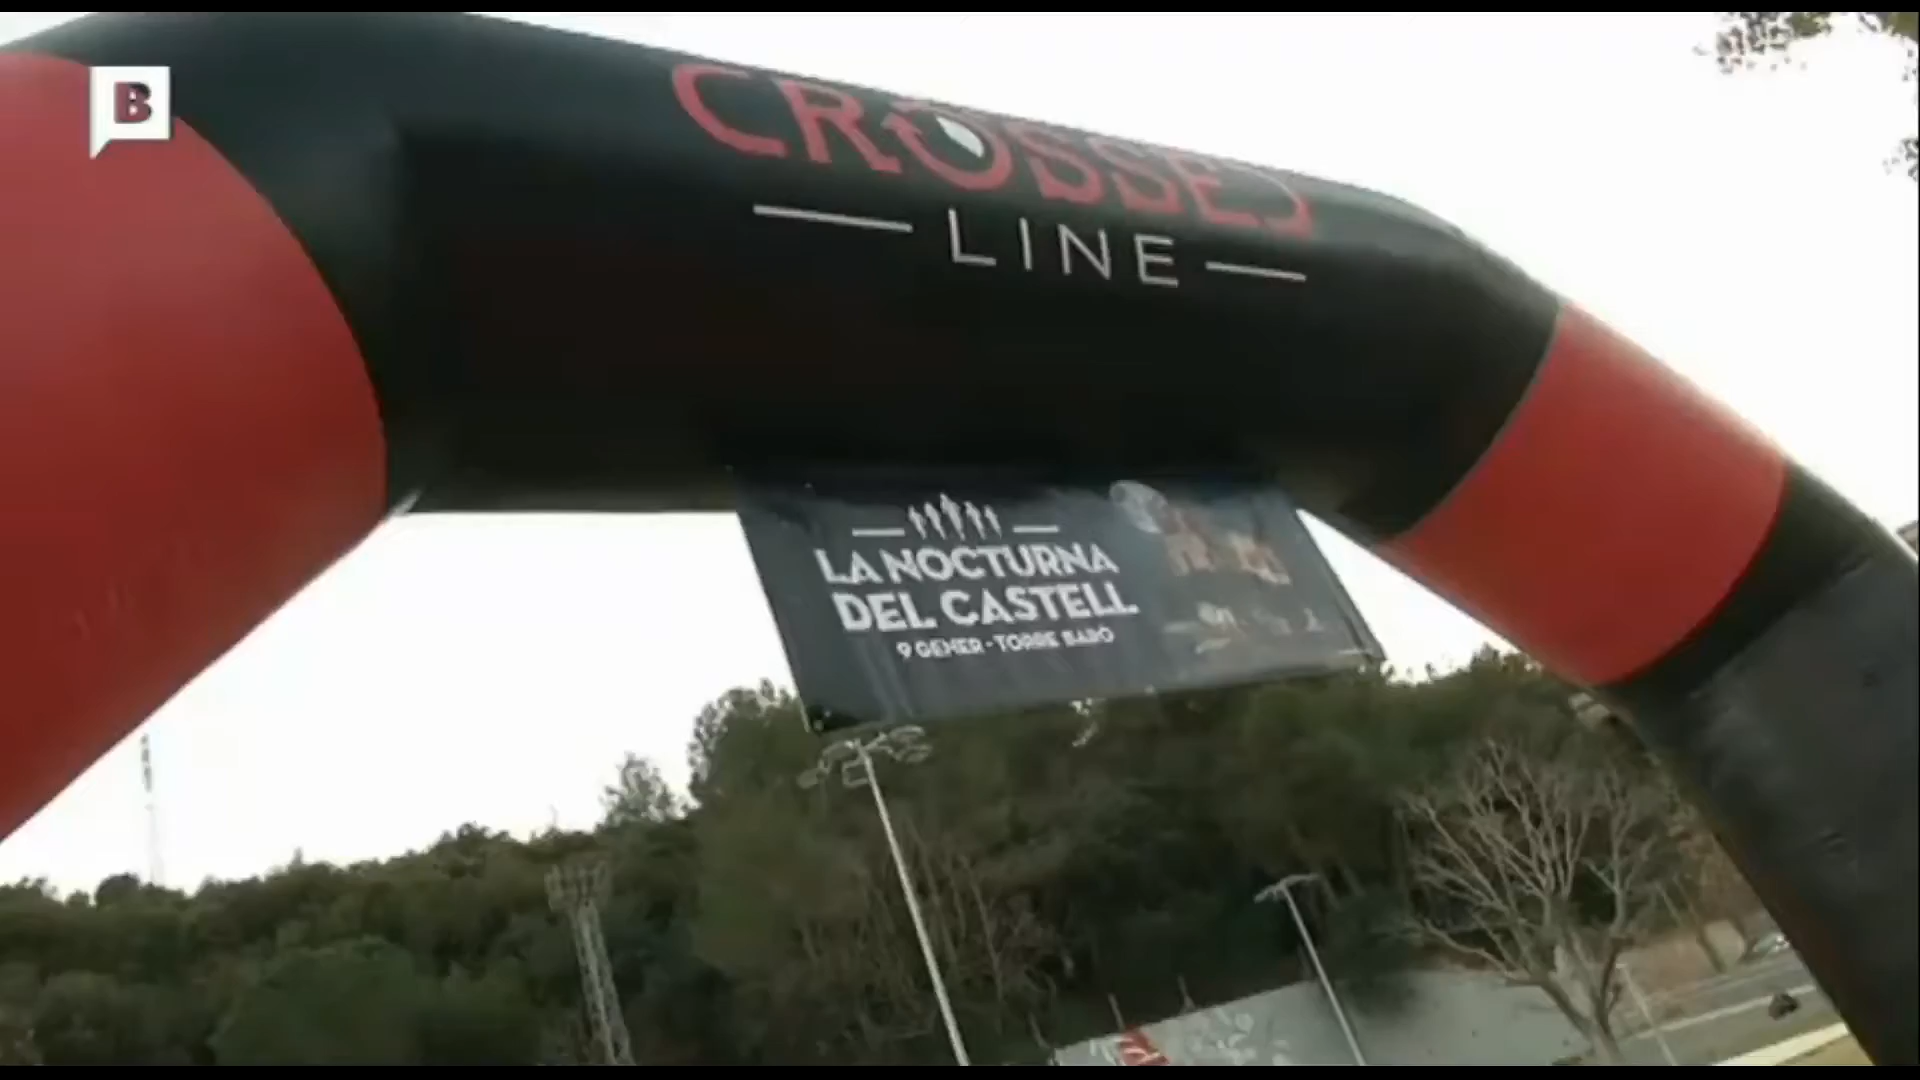 B
CROSSED
LINE
LA NOCTURNA
DEL CASTELL
9 GENER - TORRE BARÓ